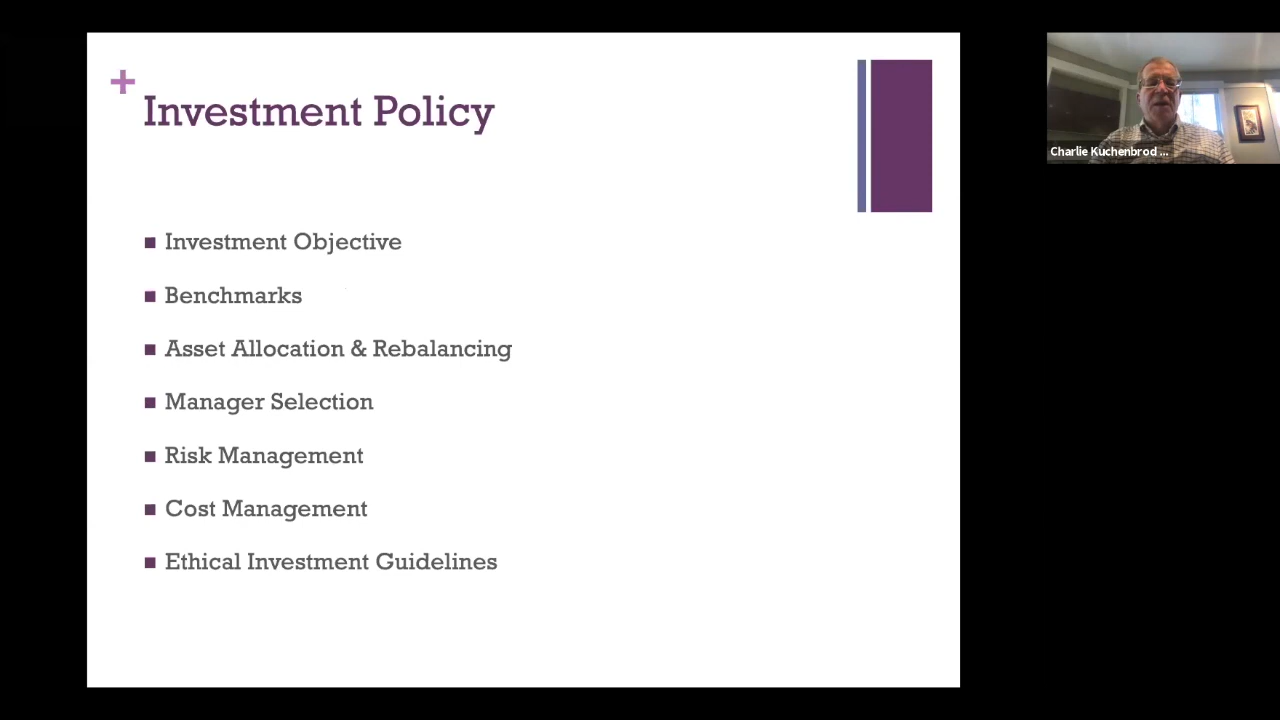 +
Investment Policy
Investment Objective
Benchmarks
Asset Allocation & Rebalancing
Manager Selection
Risk Management
Cost Management
Ethical Investment Guidelines
Charlie Kuchenbrod ...